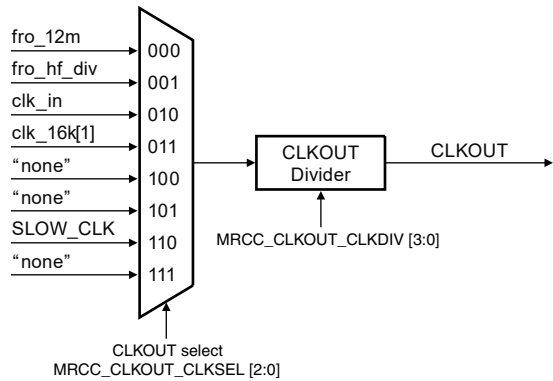 fro_12m
000
fro_hf_div
001
clk_in
010
clk_16k[1]
011
“none”
100
“none”
101
SLOW_CLK
110
“none”
111
CLKOUT
Divider
CLKOUT
MRCC_CLKOUT_CLKDIV [3:0]
CLKOUT select
MRCC_CLKOUT_CLKSEL [2:0]